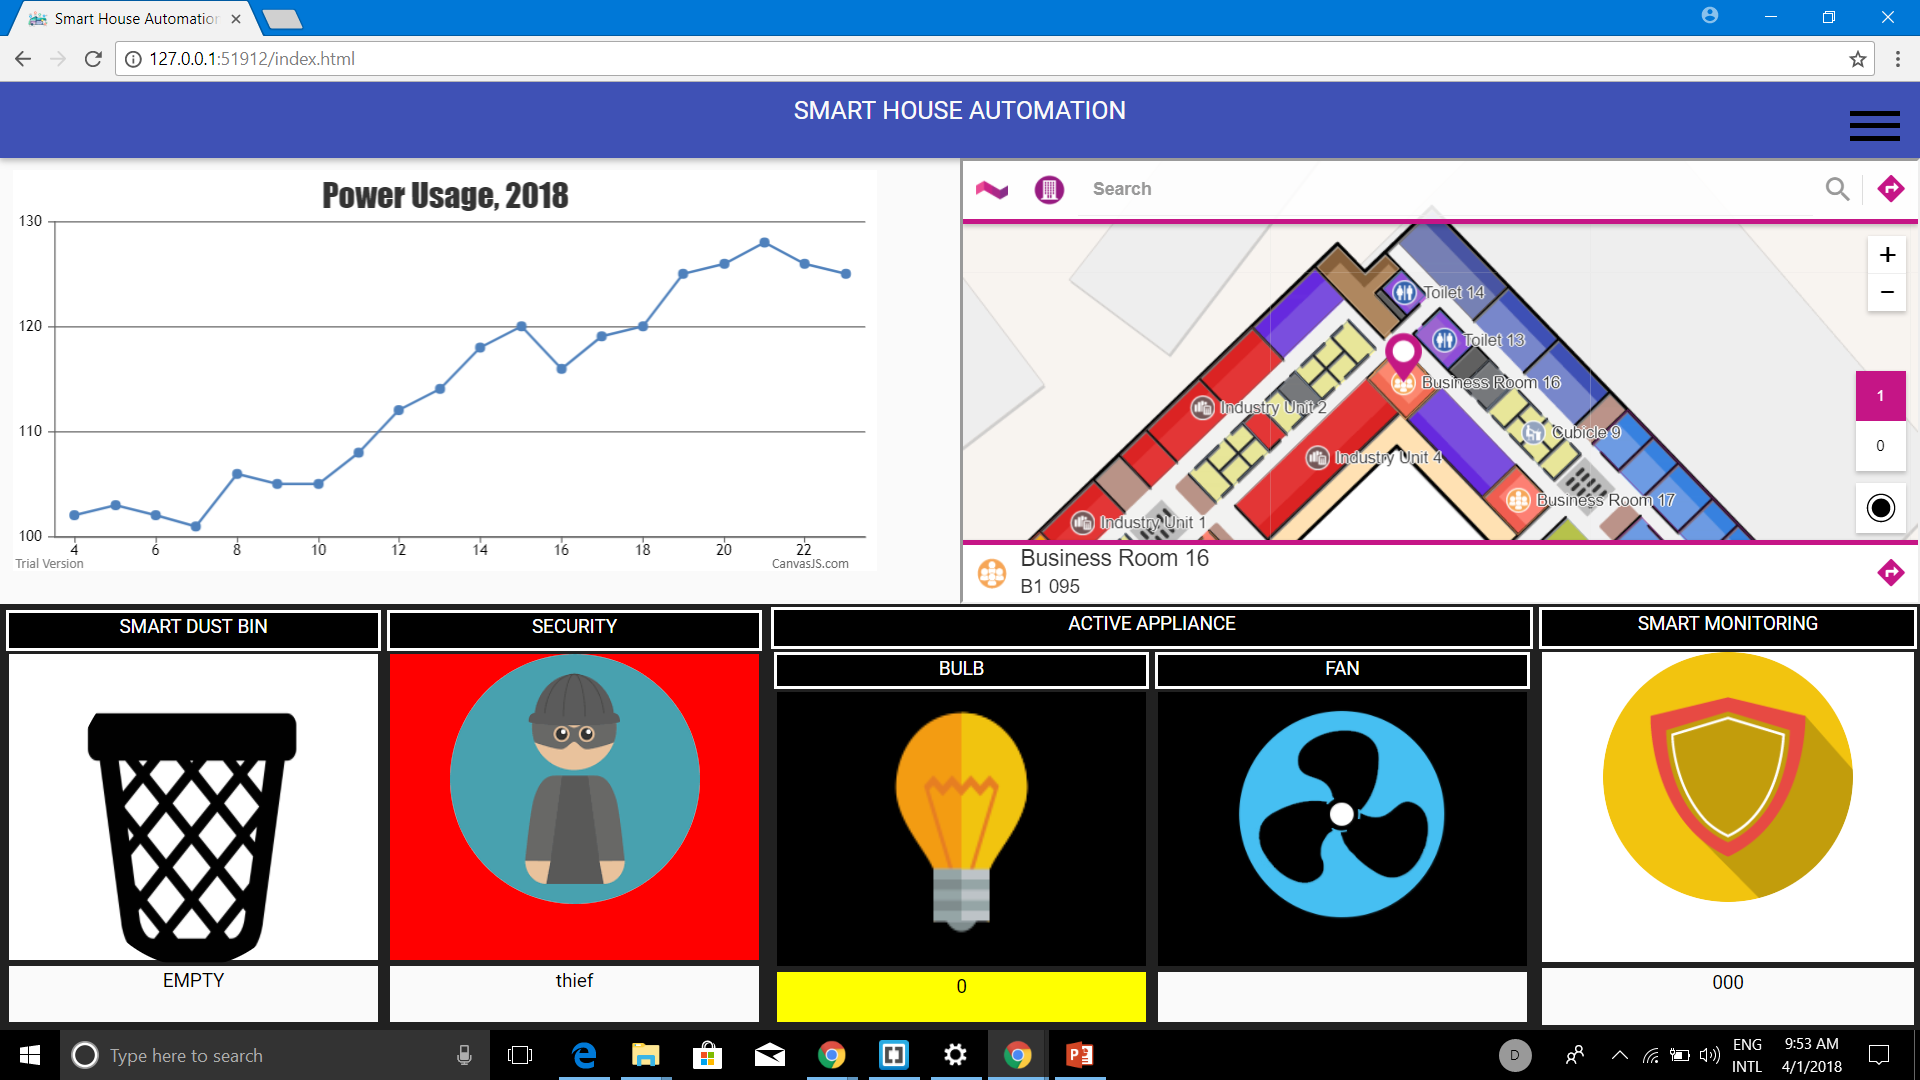 Smart House Automation
127.0.0.1:51912/index.html
SMART HOUSE AUTOMATION
Power Usage, 2018
130
120
110
100
4 6 8 10 12 14 16 18 20 22
Trial Version
CanvasJS.com
Search
+
−
Toilet 14
Toilet 13
Business Room 16
Industry Unit 2
Cubicle 9
Industry Unit 4
Business Room 17
Industry Unit 1
1
0
Business Room 16
B1 095
SMART DUST BIN
SECURITY
ACTIVE APPLIANCE
SMART MONITORING
BULB
FAN
EMPTY
thief
0
000
Type here to search
D
ENG
INTL
9:53 AM
4/1/2018